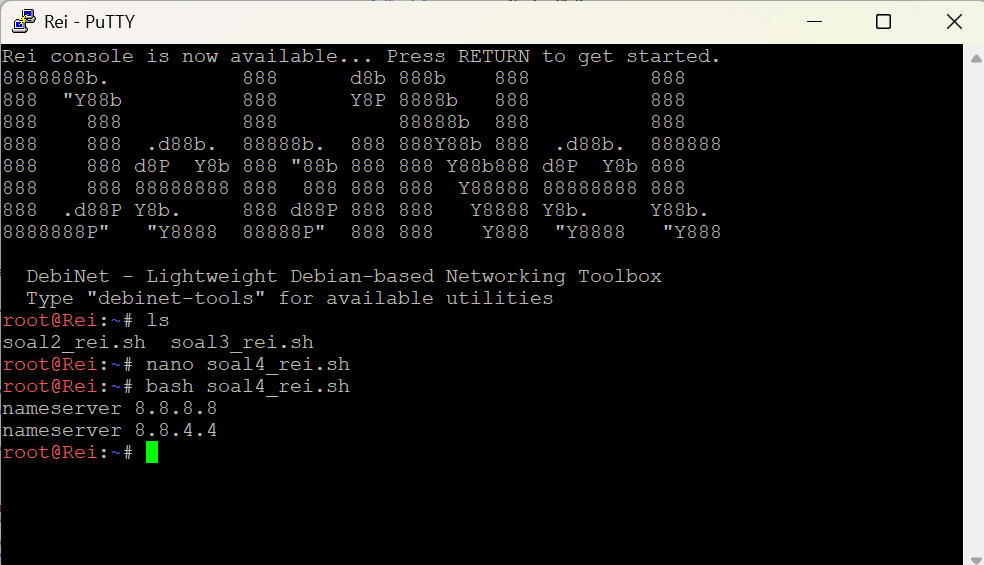 Rei - PuTTY
Rei console is now available... Press RETURN to get started.
8888888b.           888      d8b 888b    888          888
888  "Y88b          888      Y8P 8888b   888          888
888    888          888          88888b  888          888
888    888  .d88b.  88888b.  888 888Y88b 888  .d88b.  888888
888    888 d8P  Y8b 888 "88b 888 888 Y88b888 d8P  Y8b 888
888    888 88888888 888  888 888 888  Y88888 88888888 888
888  .d88P Y8b.     888 d88P 888 888   Y8888 Y8b.     Y88b.
8888888P"   "Y8888  88888P"  888 888    Y888  "Y8888   "Y888
DebiNet - Lightweight Debian-based Networking Toolbox
Type "debinet-tools" for available utilities
root@Rei:~# ls
soal2_rei.sh  soal3_rei.sh
root@Rei:~# nano soal4_rei.sh
root@Rei:~# bash soal4_rei.sh
nameserver 8.8.8.8
nameserver 8.8.4.4
root@Rei:~#